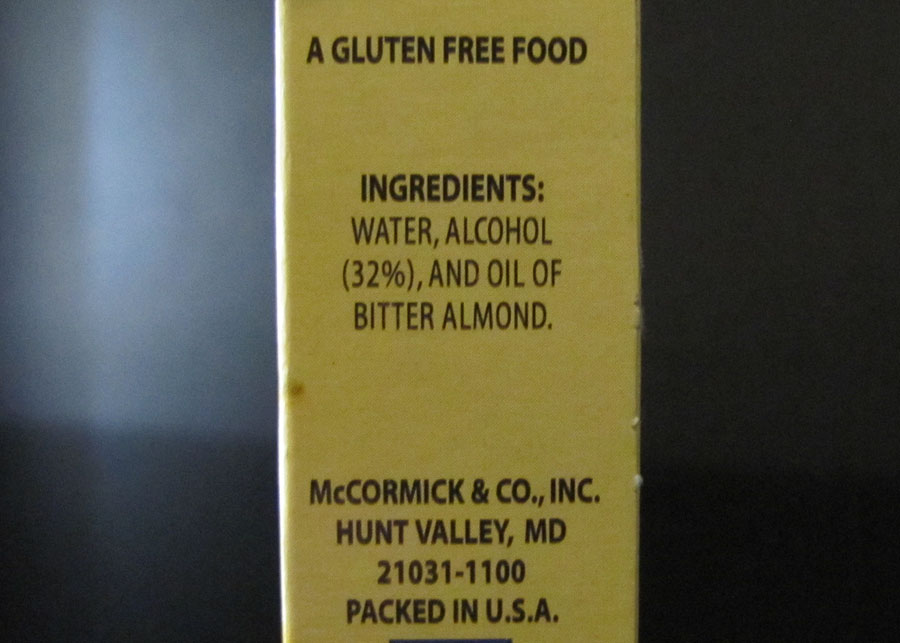 A GLUTEN FREE FOOD
INGREDIENTS:
WATER, ALCOHOL
(32%), AND OIL OF
BITTER ALMOND.
McCORMICK & CO., INC.
HUNT VALLEY, MD
21031-1100
PACKED IN U.S.A.